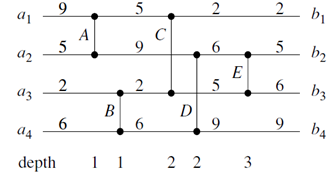 a1 9 5 2 2 b1
A C
a2 5 9 6 5 b2
E
a3 2 2 5 6 b3
B D
a4 6 6 9 9 b4
depth 1 1 2 2 3